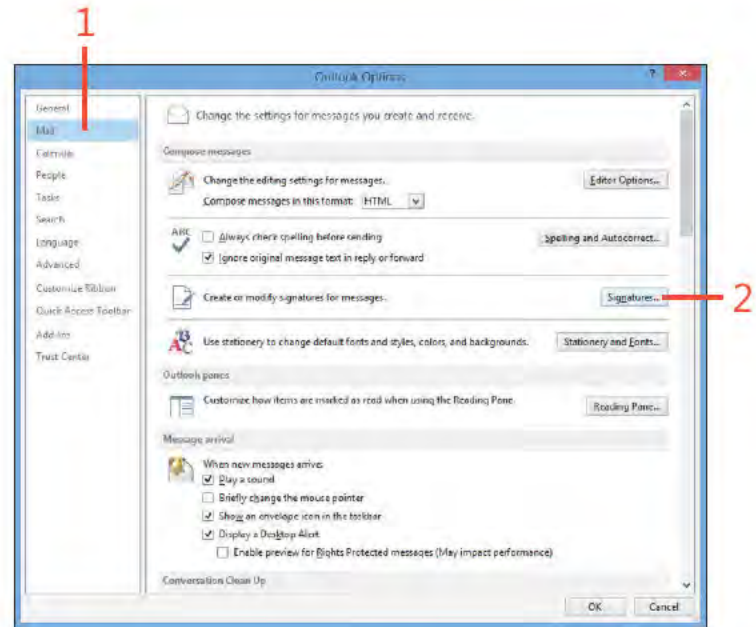 1
Outlook Options
?
General
Mail
Calendar
People
Tasks
Search
Language
Advanced
Customize Ribbon
Quick Access Toolbar
Add-Ins
Trust Center
Change the settings for messages you create and receive.
Compose messages
Change the editing settings for messages.
Editor Options...
Compose messages in this format: HTML
ABC
Always check spelling before sending
Spelling and Autocorrect...
Ignore original message text in reply or forward
Create or modify signatures for messages.
Signatures...
2
Use stationery to change default fonts and styles, colors, and backgrounds.
Stationery and Fonts...
Outlook panes
Customize how items are marked as read when using the Reading Pane.
Reading Pane...
Message arrival
When new messages arrive:
Play a sound
Briefly change the mouse pointer
Show an envelope icon in the taskbar
Display a Desktop Alert
Enable preview for Rights Protected messages (May impact performance)
Conversation Clean Up
OK
Cancel